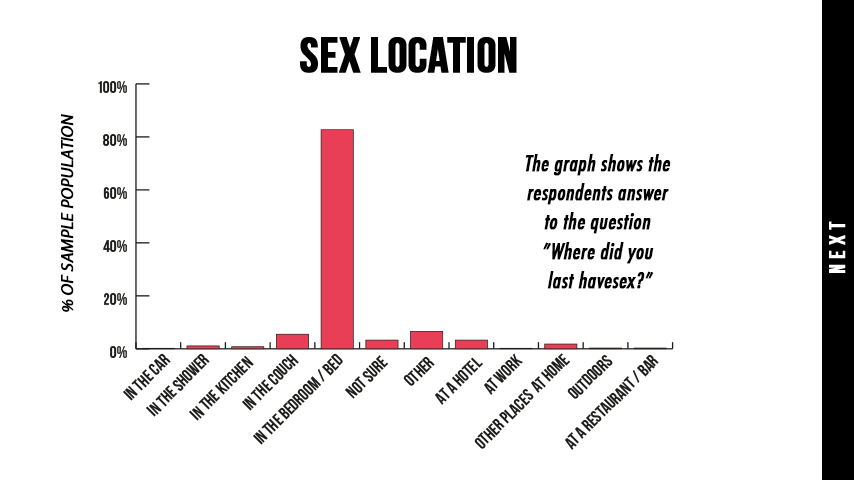 SEX LOCATION
% OF SAMPLE POPULATION
100%
80%
60%
40%
20%
0%
The graph shows the
respondents answer
to the question
"Where did you
last havesex?"
NEXT
IN THE CAR
IN THE SHOWER
IN THE KITCHEN
IN THE COUCH
IN THE BEDROOM / BED
NOT SURE
OTHER
AT A HOTEL
AT WORK
OTHER PLACES AT HOME
OUTDOORS
AT A RESTAURANT / BAR